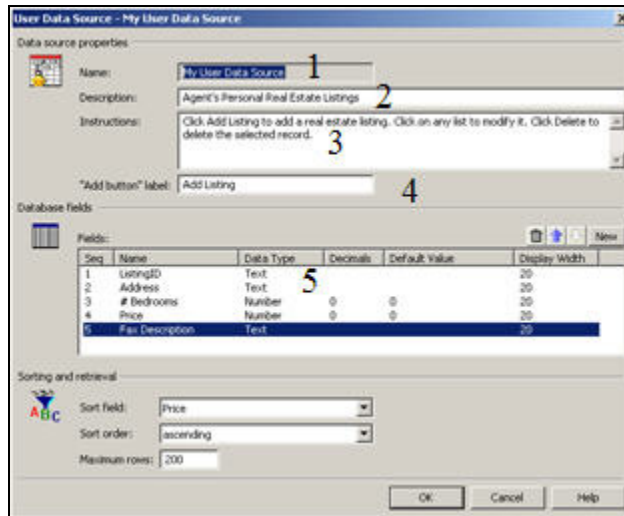 User Data Source - My User Data Source
Data source properties
Name: My User Data Source 1
Description: Agent's Personal Real Estate Listings 2
Instructions: Click Add Listing to add a real estate listing. Click on any list to modify it. Click Delete to
delete the selected record. 3
"Add button" label: Add Listing 4
Database fields
Fields: New
Seq Name Data Type Decimals Default Value Display Width
1 ListingID Text 5 20
2 Address Text 20
3 # Bedrooms Number 0 0 20
4 Price Number 0 0 20
5 Fax Description Text 20
Sorting and retrieval
ABC
Sort field: Price
Sort order: ascending
Maximum rows: 200
OK Cancel Help